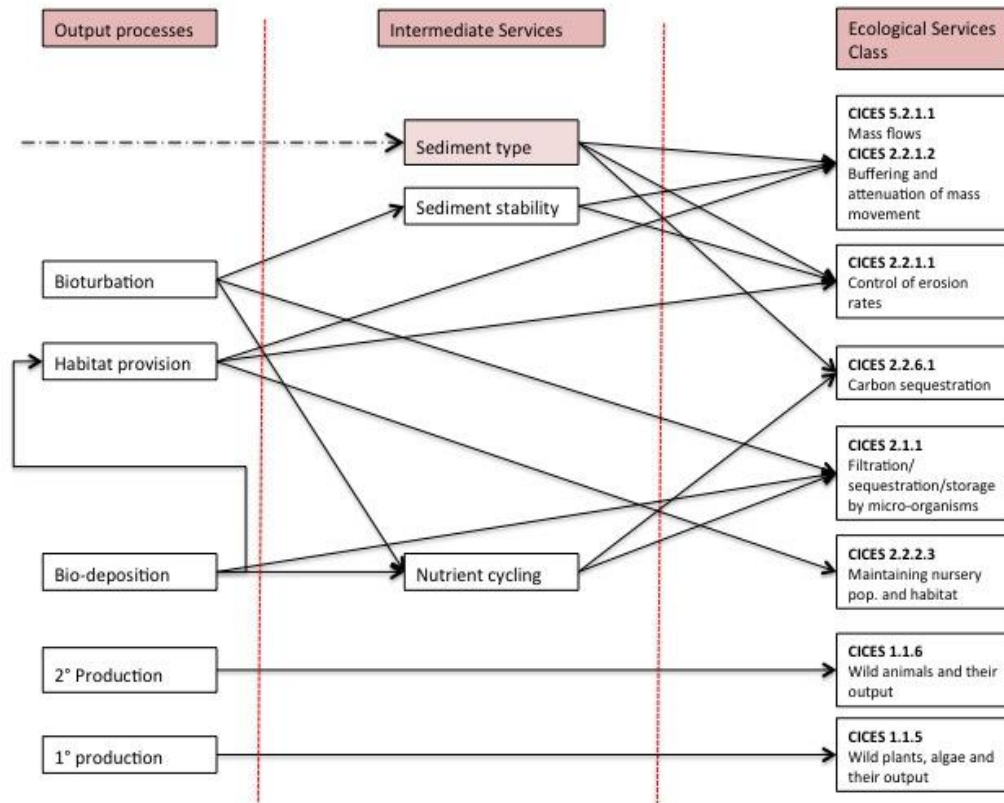 Output processes
Intermediate Services
Ecological Services
Class
Sediment type
Sediment stability
Bioturbation
Habitat provision
Bio-deposition
Nutrient cycling
2° Production
1° production
CICES 5.2.1.1
Mass flows
CICES 2.2.1.2
Buffering and
attenuation of mass
movement
CICES 2.2.1.1
Control of erosion
rates
CICES 2.2.6.1
Carbon sequestration
CICES 2.1.1
Filtration/
sequestration/storage
by micro-organisms
CICES 2.2.2.3
Maintaining nursery
pop. and habitat
CICES 1.1.6
Wild animals and their
output
CICES 1.1.5
Wild plants, algae and
their output